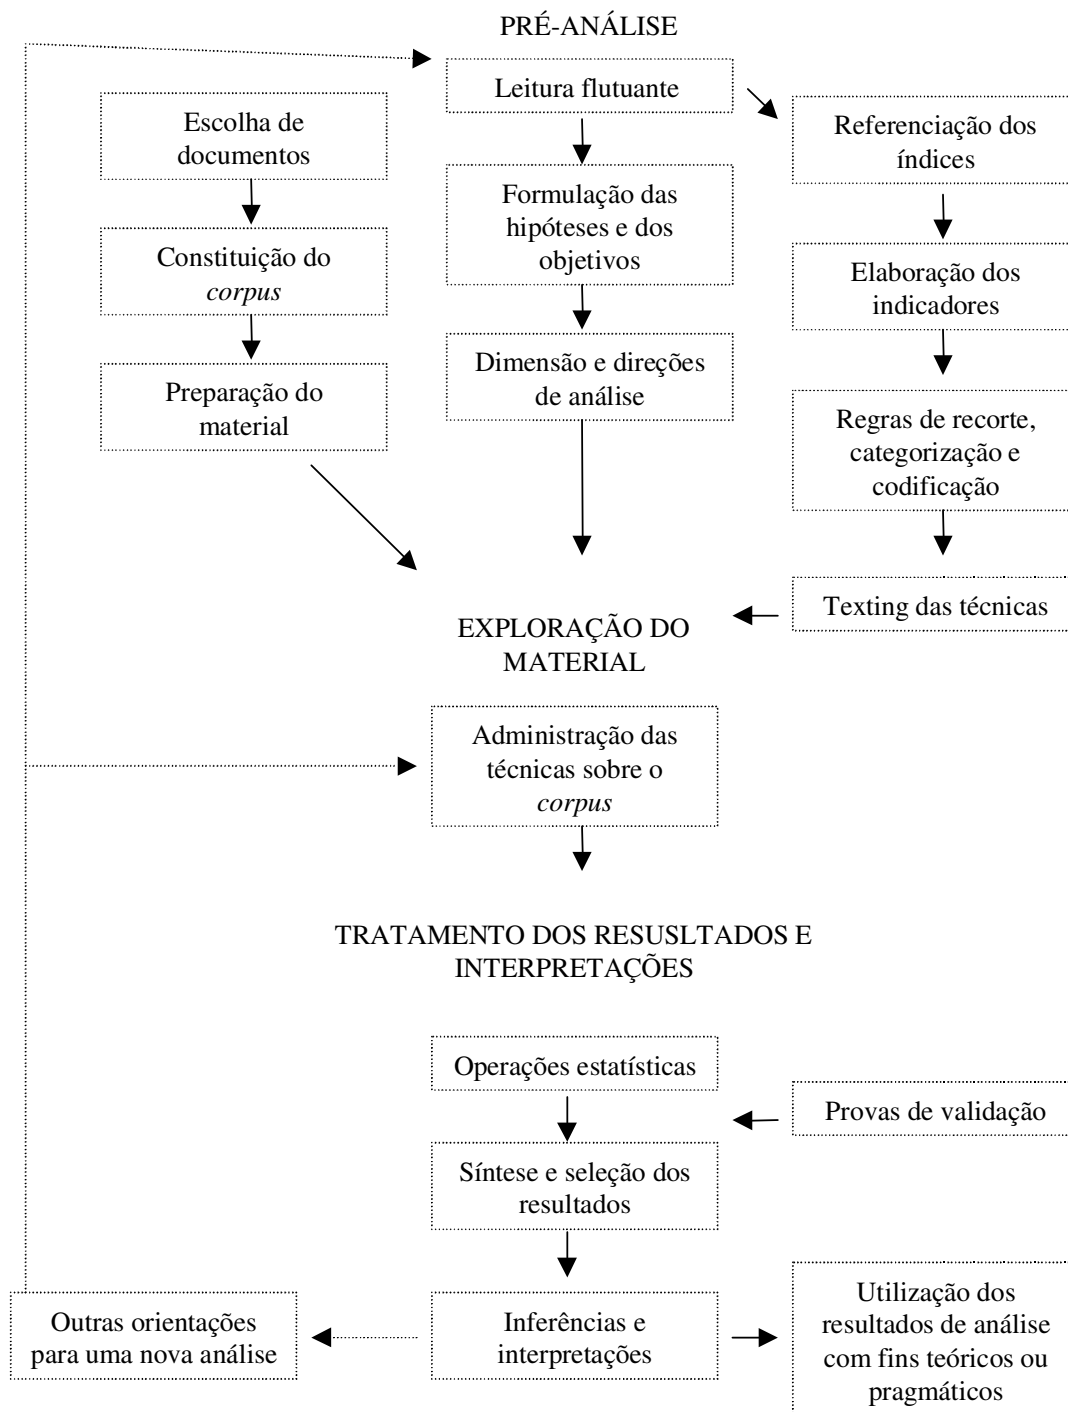 PRÉ-ANÁLISE
Leitura flutuante
Escolha de
documentos
Referenciação dos
índices
Formulação das
hipóteses e dos
objetivos
Constituição do
corpus
Elaboração dos
indicadores
Dimensão e direções
de análise
Preparação do
material
Regras de recorte,
categorização e
codificação
Texting das técnicas
EXPLORAÇÃO DO
MATERIAL
Administração das
técnicas sobre o
corpus
TRATAMENTO DOS RESUSLTADOS E
INTERPRETAÇÕES
Operações estatísticas
Provas de validação
Síntese e seleção dos
resultados
Outras orientações
para uma nova análise
Inferências e
interpretações
Utilização dos
resultados de análise
com fins teóricos ou
pragmáticos